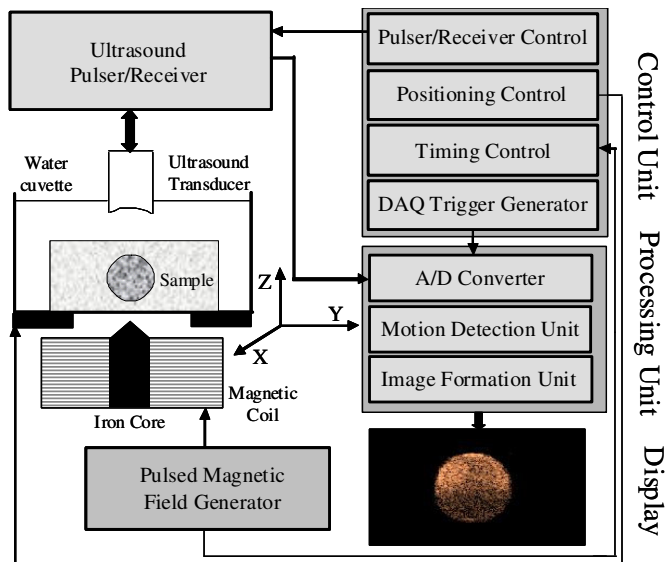 Ultrasound
Pulser/Receiver
Pulser/Receiver Control
Positioning Control
Timing Control
DAQ Trigger Generator
Control Unit
Water
cuvette
Ultrasound
Transducer
Sample
Z
Y
X
A/D Converter
Motion Detection Unit
Image Formation Unit
Processing Unit
Iron Core
Magnetic
Coil
Pulsed Magnetic
Field Generator
Display